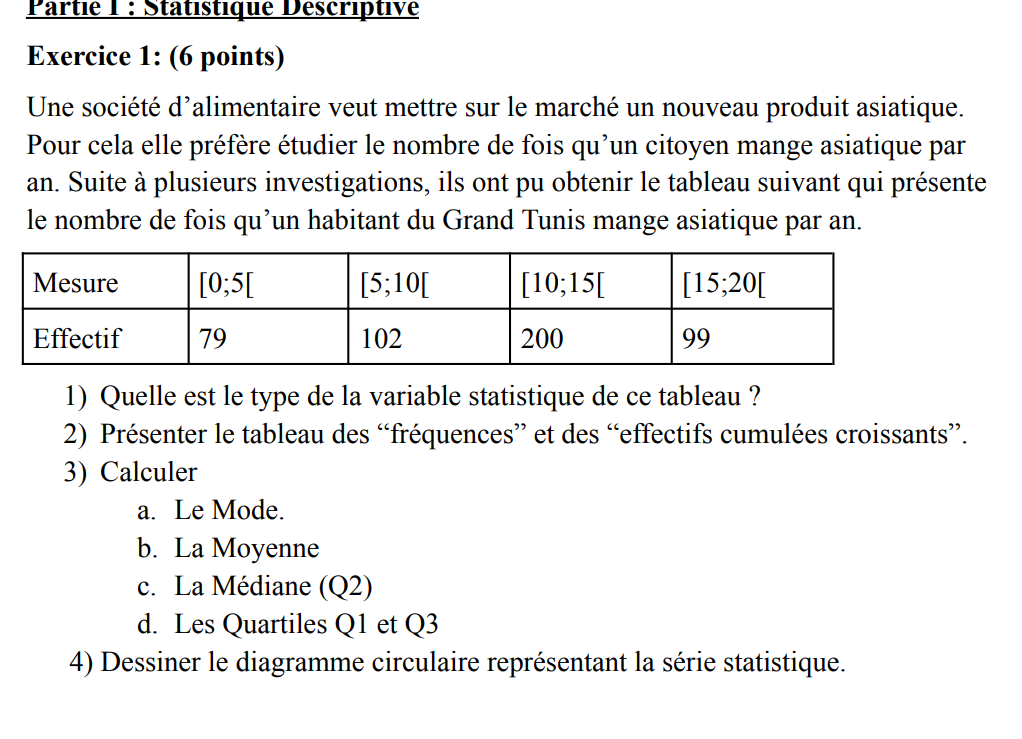 Partie I : Statistique Descriptive
Exercice 1: (6 points)
Une société d’alimentaire veut mettre sur le marché un nouveau produit asiatique.
Pour cela elle préfère étudier le nombre de fois qu’un citoyen mange asiatique par
an. Suite à plusieurs investigations, ils ont pu obtenir le tableau suivant qui présente
le nombre de fois qu’un habitant du Grand Tunis mange asiatique par an.
Mesure [0;5[ [5;10[ [10;15[ [15;20[
Effectif 79 102 200 99
1) Quelle est le type de la variable statistique de ce tableau ?
2) Présenter le tableau des “fréquences” et des “effectifs cumulées croissants”.
3) Calculer
a. Le Mode.
b. La Moyenne
c. La Médiane (Q2)
d. Les Quartiles Q1 et Q3
4) Dessiner le diagramme circulaire représentant la série statistique.